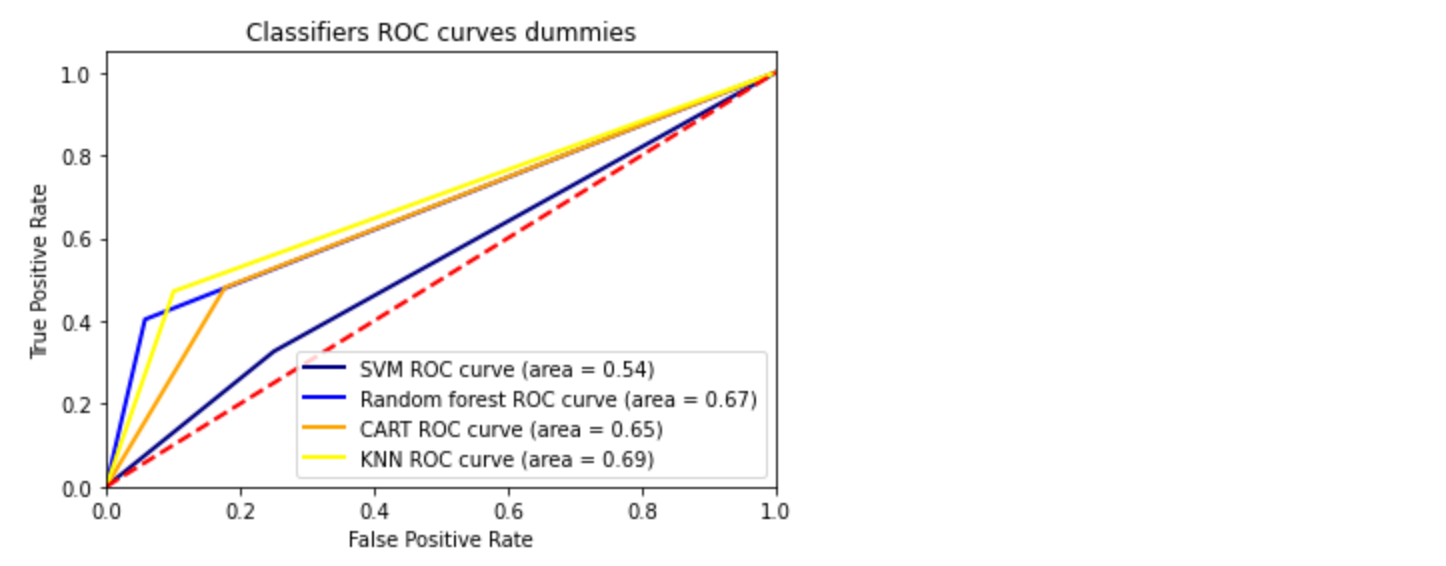 Classifiers ROC curves dummies
1.0
0.8
0.6
0.4
0.2
0.0
True Positive Rate
SVM ROC curve (area = 0.54)
Random forest ROC curve (area = 0.67)
CART ROC curve (area = 0.65)
KNN ROC curve (area = 0.69)
0.0 0.2 0.4 0.6 0.8 1.0
False Positive Rate